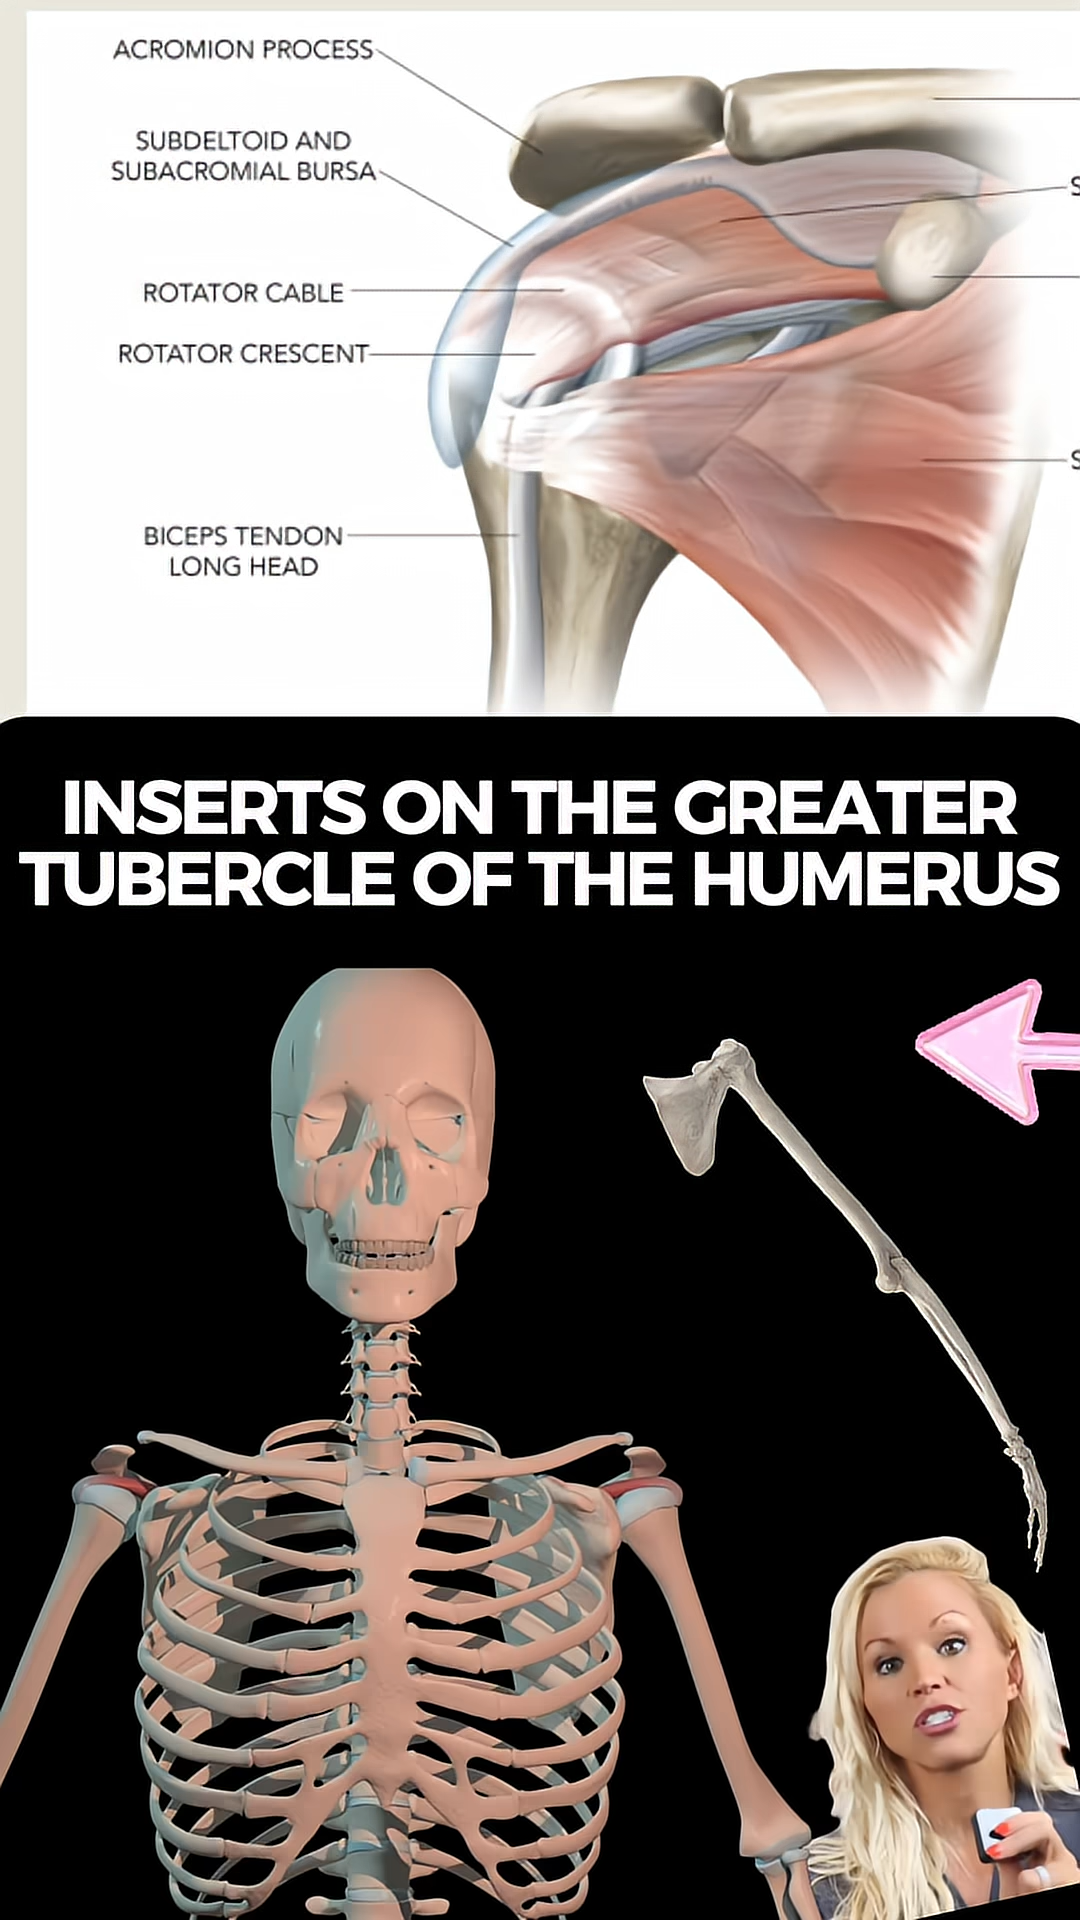 ACROMION PROCESS
SUBDELTOID AND
SUBACROMIAL BURSA
S
ROTATOR CABLE
ROTATOR CRESCENT
S
BICEPS TENDON
LONG HEAD
INSERTS ON THE GREATER
TUBERCLE OF THE HUMERUS